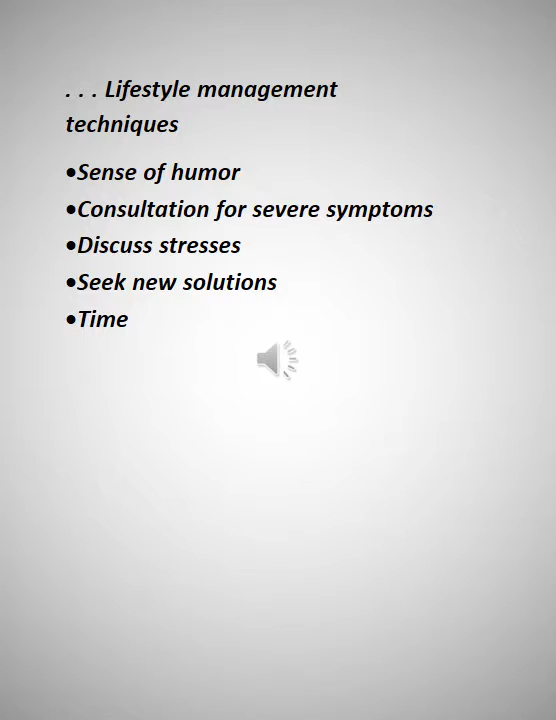 . . . Lifestyle management
techniques
•Sense of humor
•Consultation for severe symptoms
•Discuss stresses
•Seek new solutions
•Time